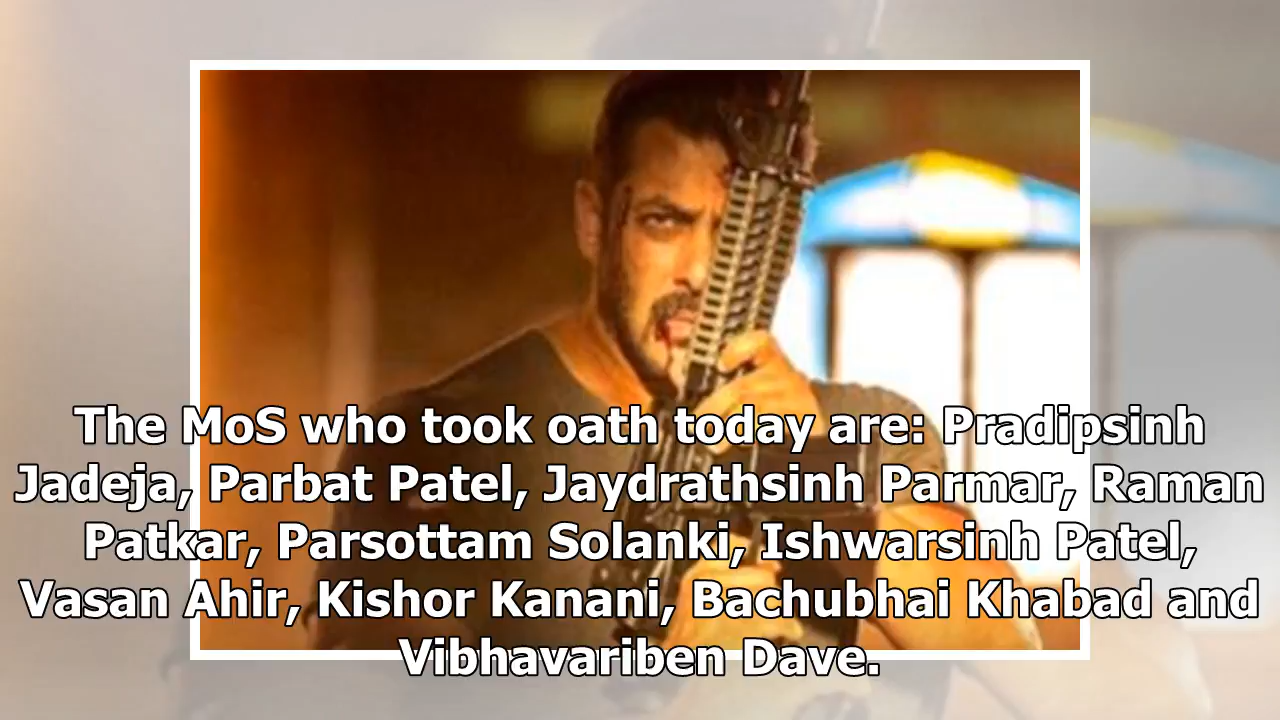 The MoS who took oath today are: Pradipsinh
Jadeja, Parbat Patel, Jaydrathsinh Parmar, Raman
Patkar, Parsottam Solanki, Ishwarsinh Patel,
Vasan Ahir, Kishor Kanani, Bachubhai Khabad and
Vibhavariben Dave.